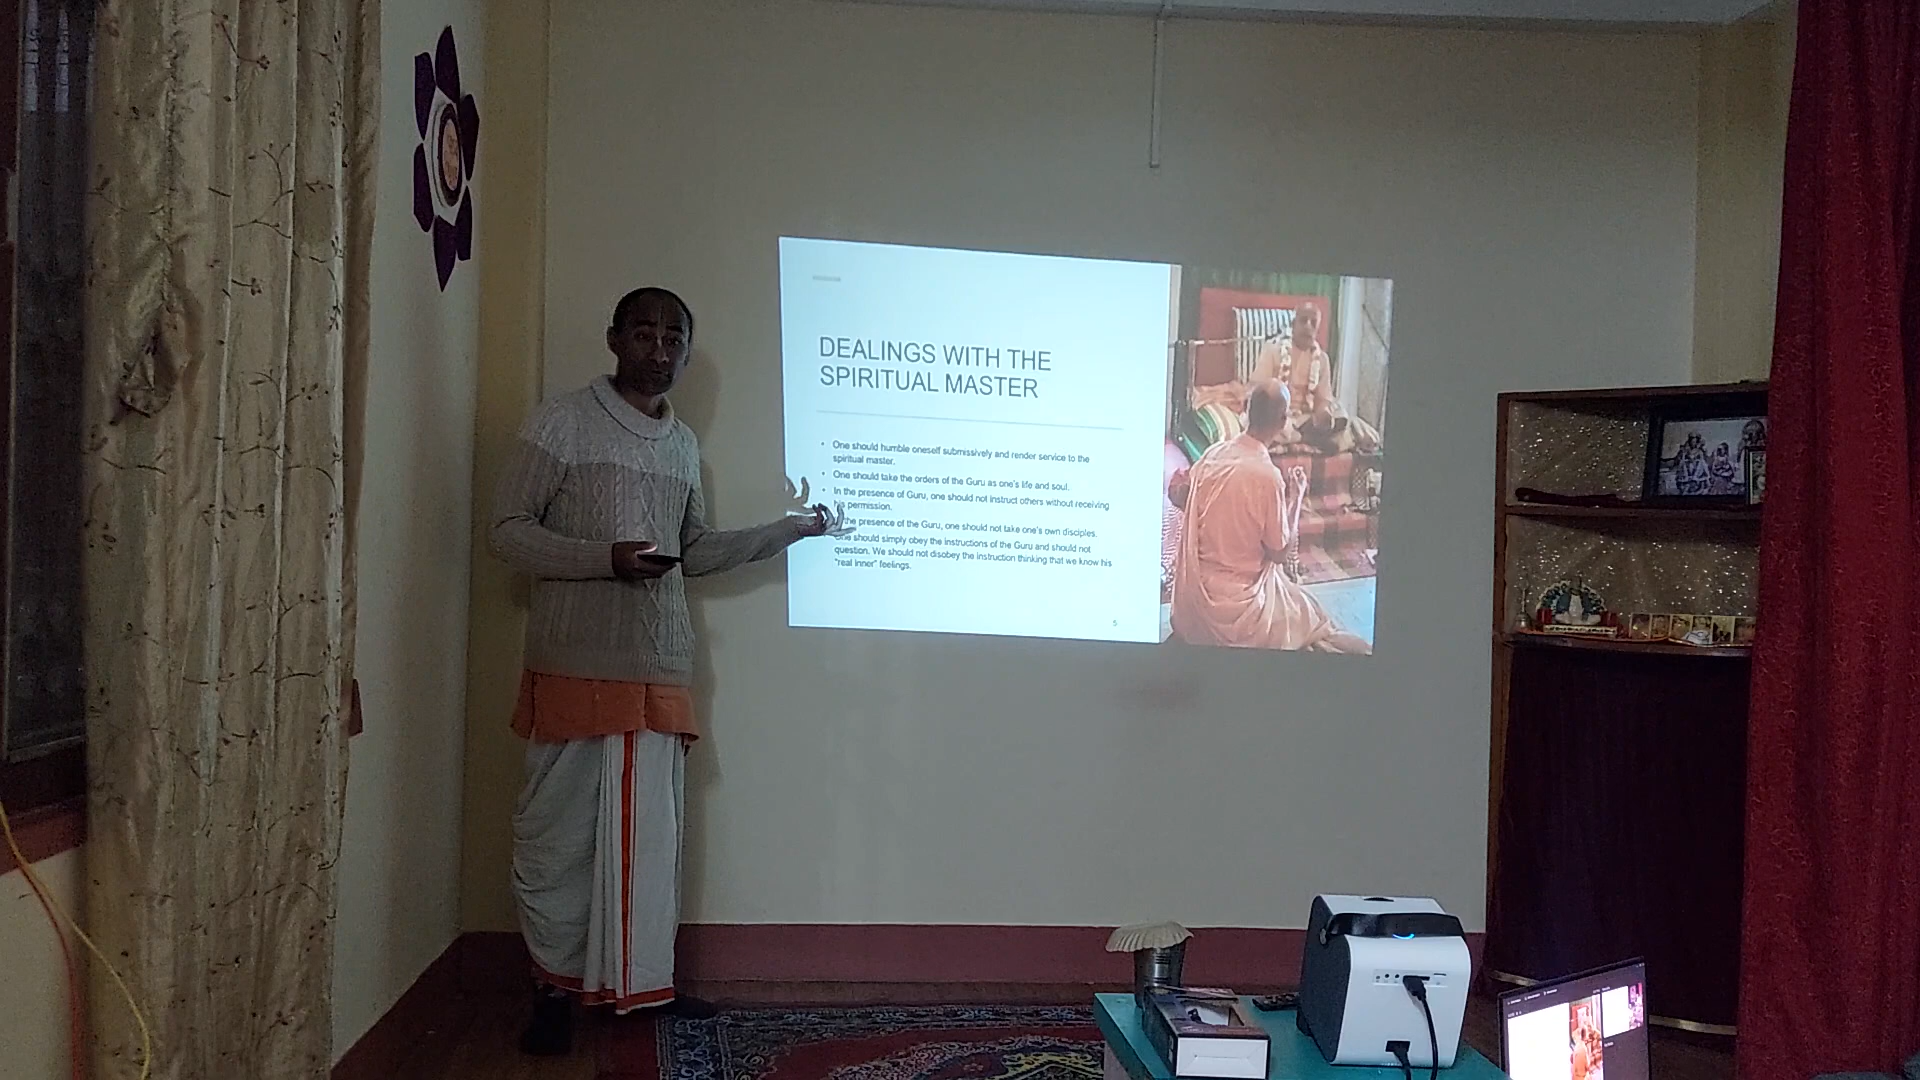 DEALINGS WITH THE
SPIRITUAL MASTER
• One should humble oneself submissively and render service to the
spiritual master.
• One should take the orders of the Guru as one's life and soul.
• In the presence of Guru, one should not instruct others without receiving
his permission.
the presence of the Guru, one should not take one's own disciples.
One should simply obey the instructions of the Guru and should not
question. We should not disobey the instruction thinking that we know his
"real inner" feelings.
5